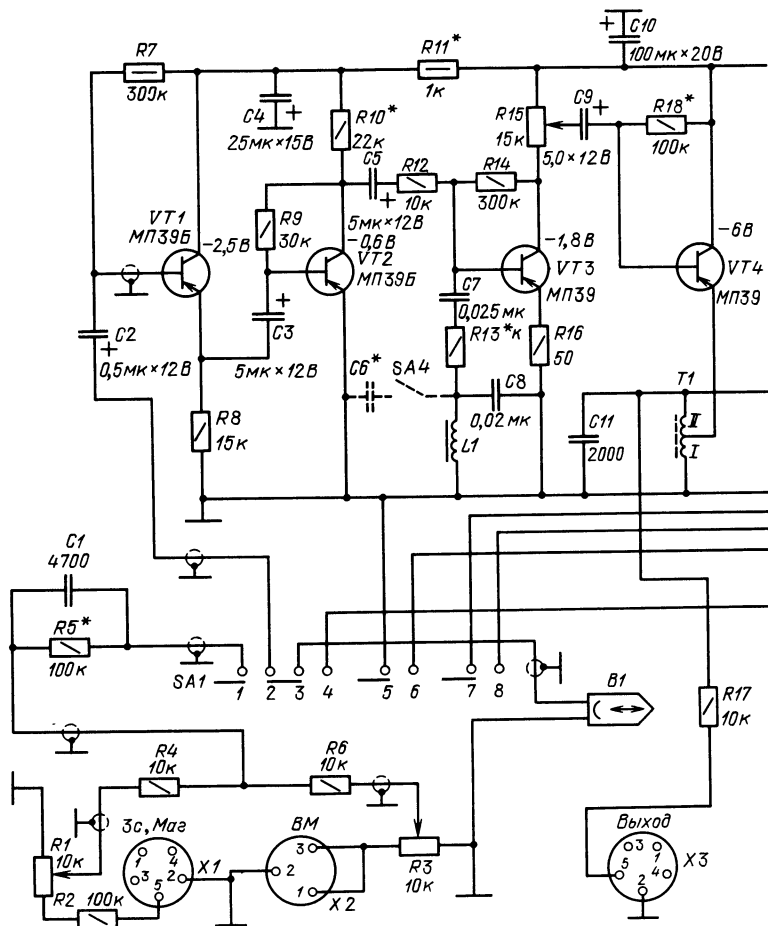 C10
100мк×20В
R7
300к
R11*
1к
C4
25мк×15В
R10*
22к
R15
15к
C9
5,0×12В
R18*
100к
C5
5мк×12В
R12
10к
R14
300к
VT1
МП39Б
-2,5В
R9
30к
-0,6В
VT2
МП39Б
-1,8В
VT3
МП39
-6В
VT4
МП39
C2
0,5мк×12В
C3
5мк×12В
C7
0,025мк
R13*к
R16
50
C6*
SA4
C8
0,02мк
R8
15к
L1
C11
2000
T1
II
I
C1
4700
R5*
100к
SA1
1
2
3
4
5
6
7
8
B1
R17
10к
R4
10к
R6
10к
R1
10к
R2
100к
Зс, Маг
1
4
3
2
5
X1
ВМ
3
2
1
X2
R3
10к
Выход
3
1
5
4
2
X3